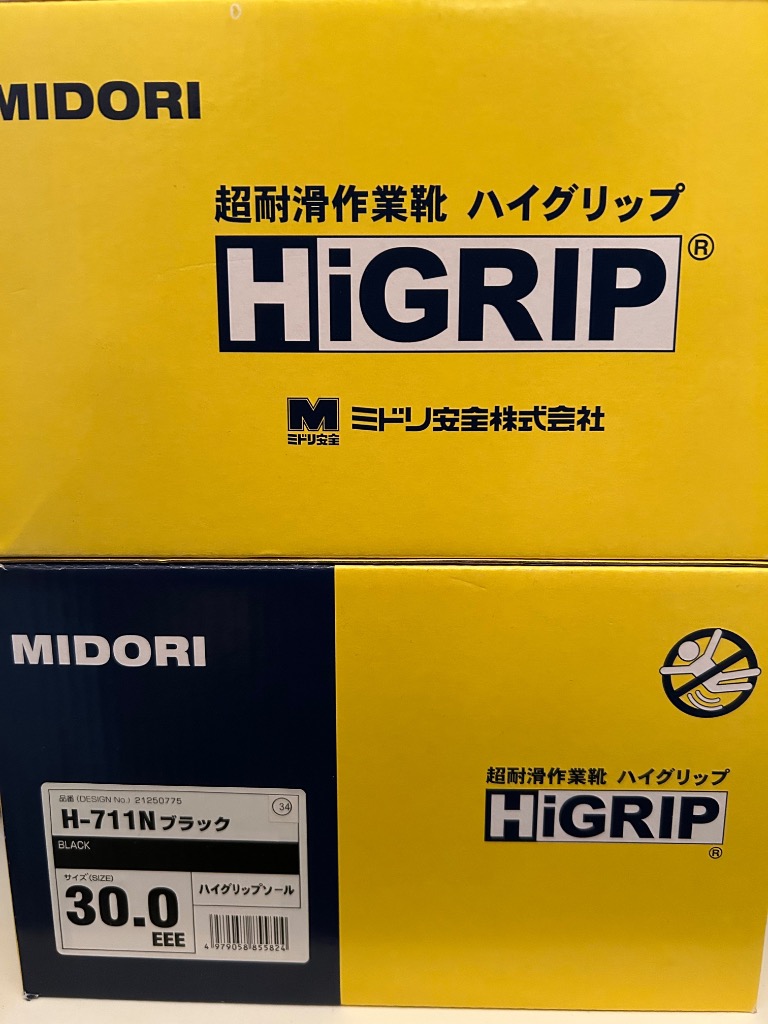 MIDORI
超耐滑作業靴 ハイグリップ
HiGRIP®
M
ミドリ安全
ミドリ安全株式会社
MIDORI
品番 (DESIGN No.) 21250775
34
H-711N ブラック
BLACK
サイズ(SIZE)
30.0
EEE
ハイグリップソール
4 979058 855824
超耐滑作業靴 ハイグリップ
HiGRIP
®